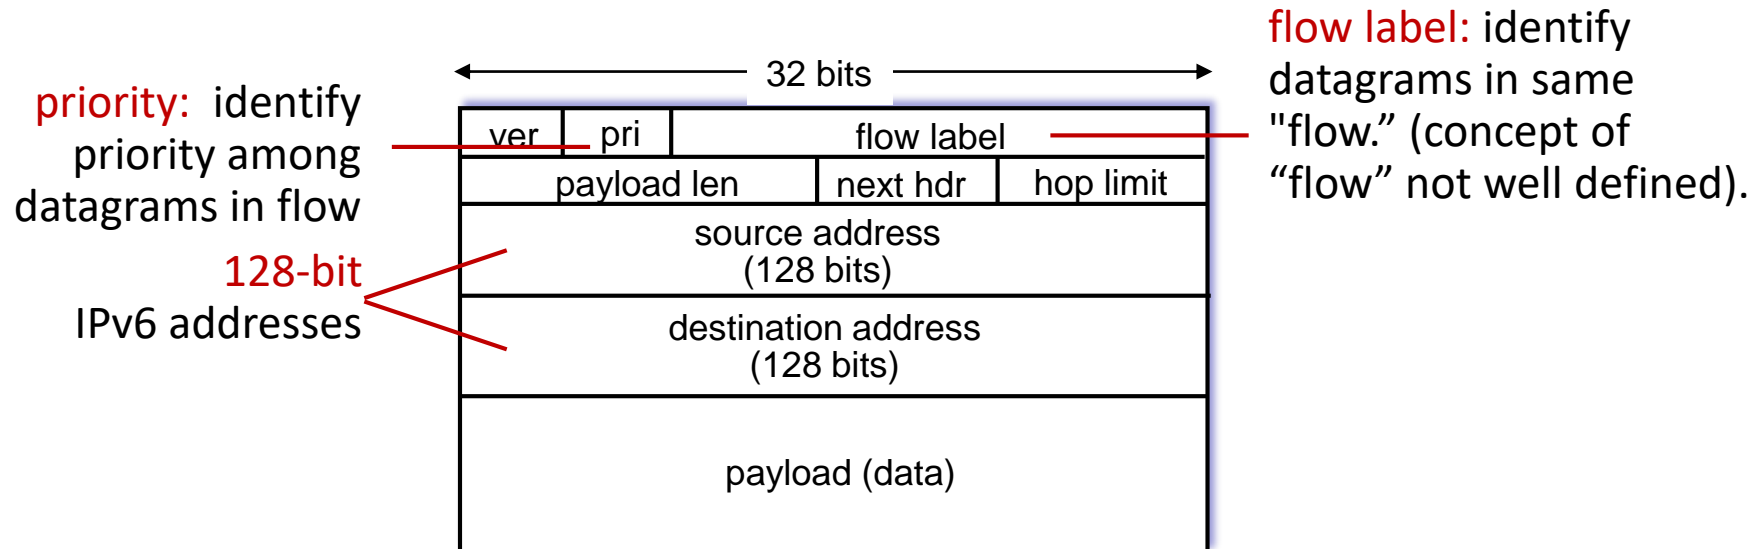 32 bits
priority: identify
priority among
datagrams in flow
128-bit
IPv6 addresses
ver pri flow label
payload len next hdr hop limit
source address
(128 bits)
destination address
(128 bits)
payload (data)
flow label: identify
datagrams in same
"flow.” (concept of
“flow” not well defined).